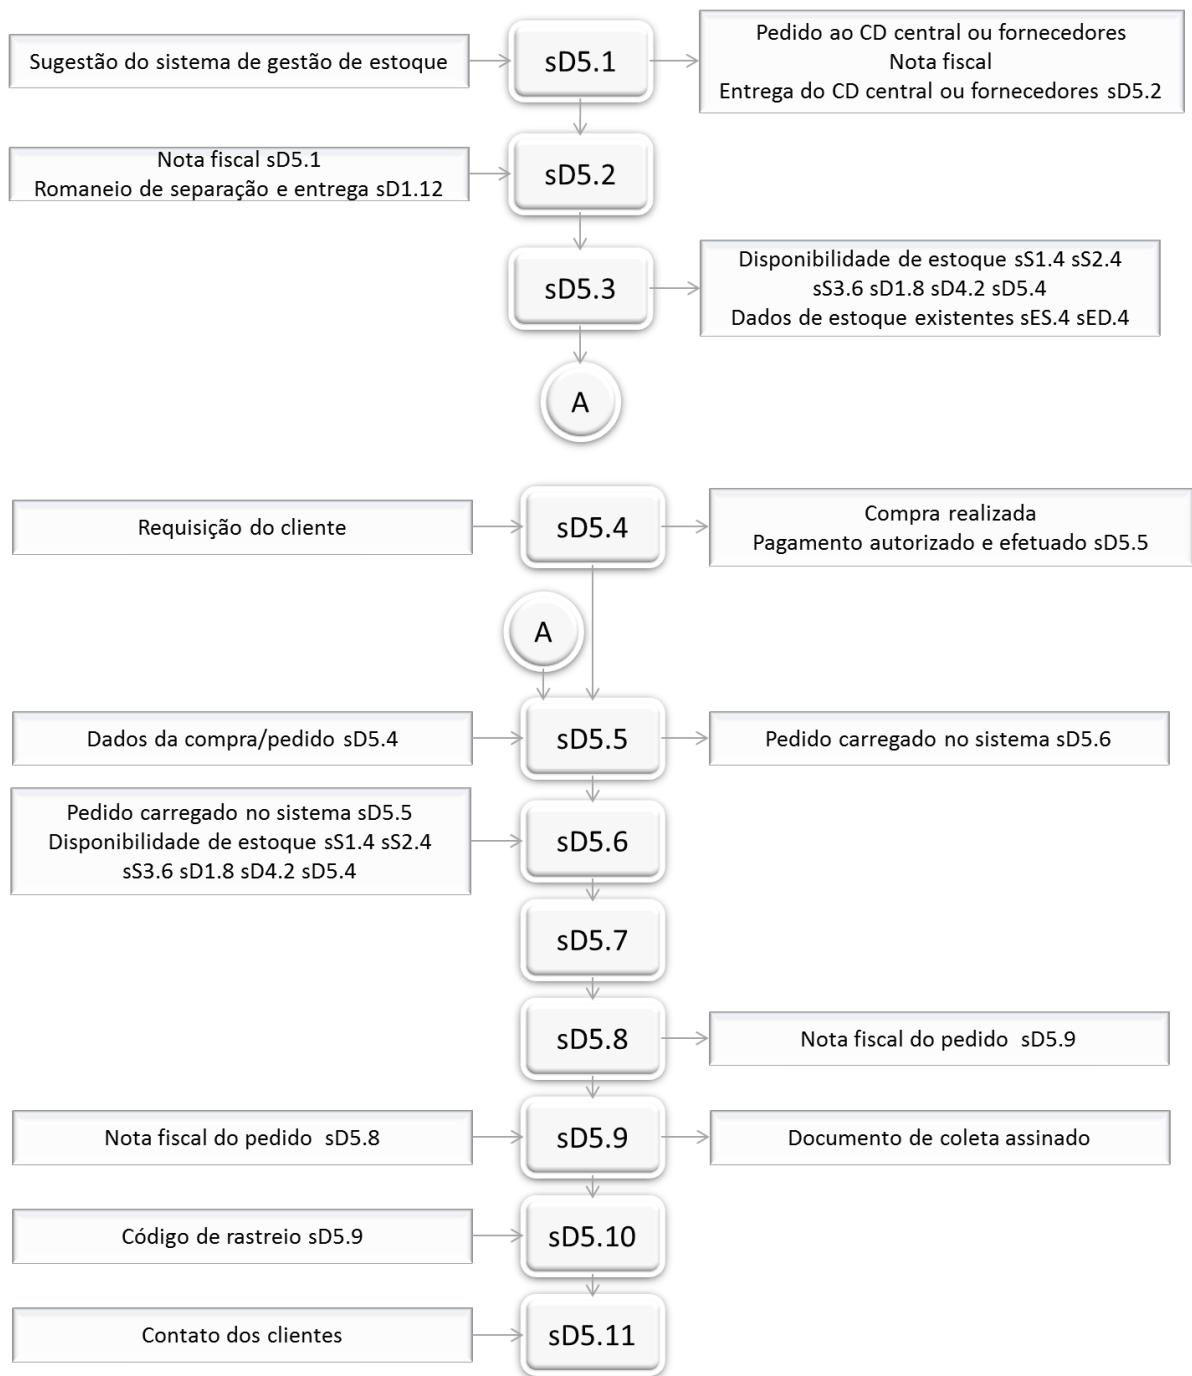 Sugestão do sistema de gestão de estoque
sD5.1
Pedido ao CD central ou fornecedores
Nota fiscal
Entrega do CD central ou fornecedores sD5.2
Nota fiscal sD5.1
Romaneio de separação e entrega sD1.12
sD5.2
sD5.3
Disponibilidade de estoque sS1.4 sS2.4
sS3.6 sD1.8 sD4.2 sD5.4
Dados de estoque existentes sES.4 sED.4
A
Requisição do cliente
sD5.4
Compra realizada
Pagamento autorizado e efetuado sD5.5
A
Dados da compra/pedido sD5.4
sD5.5
Pedido carregado no sistema sD5.6
Pedido carregado no sistema sD5.5
Disponibilidade de estoque sS1.4 sS2.4
sS3.6 sD1.8 sD4.2 sD5.4
sD5.6
sD5.7
sD5.8
Nota fiscal do pedido  sD5.9
Nota fiscal do pedido  sD5.8
sD5.9
Documento de coleta assinado
Código de rastreio sD5.9
sD5.10
Contato dos clientes
sD5.11